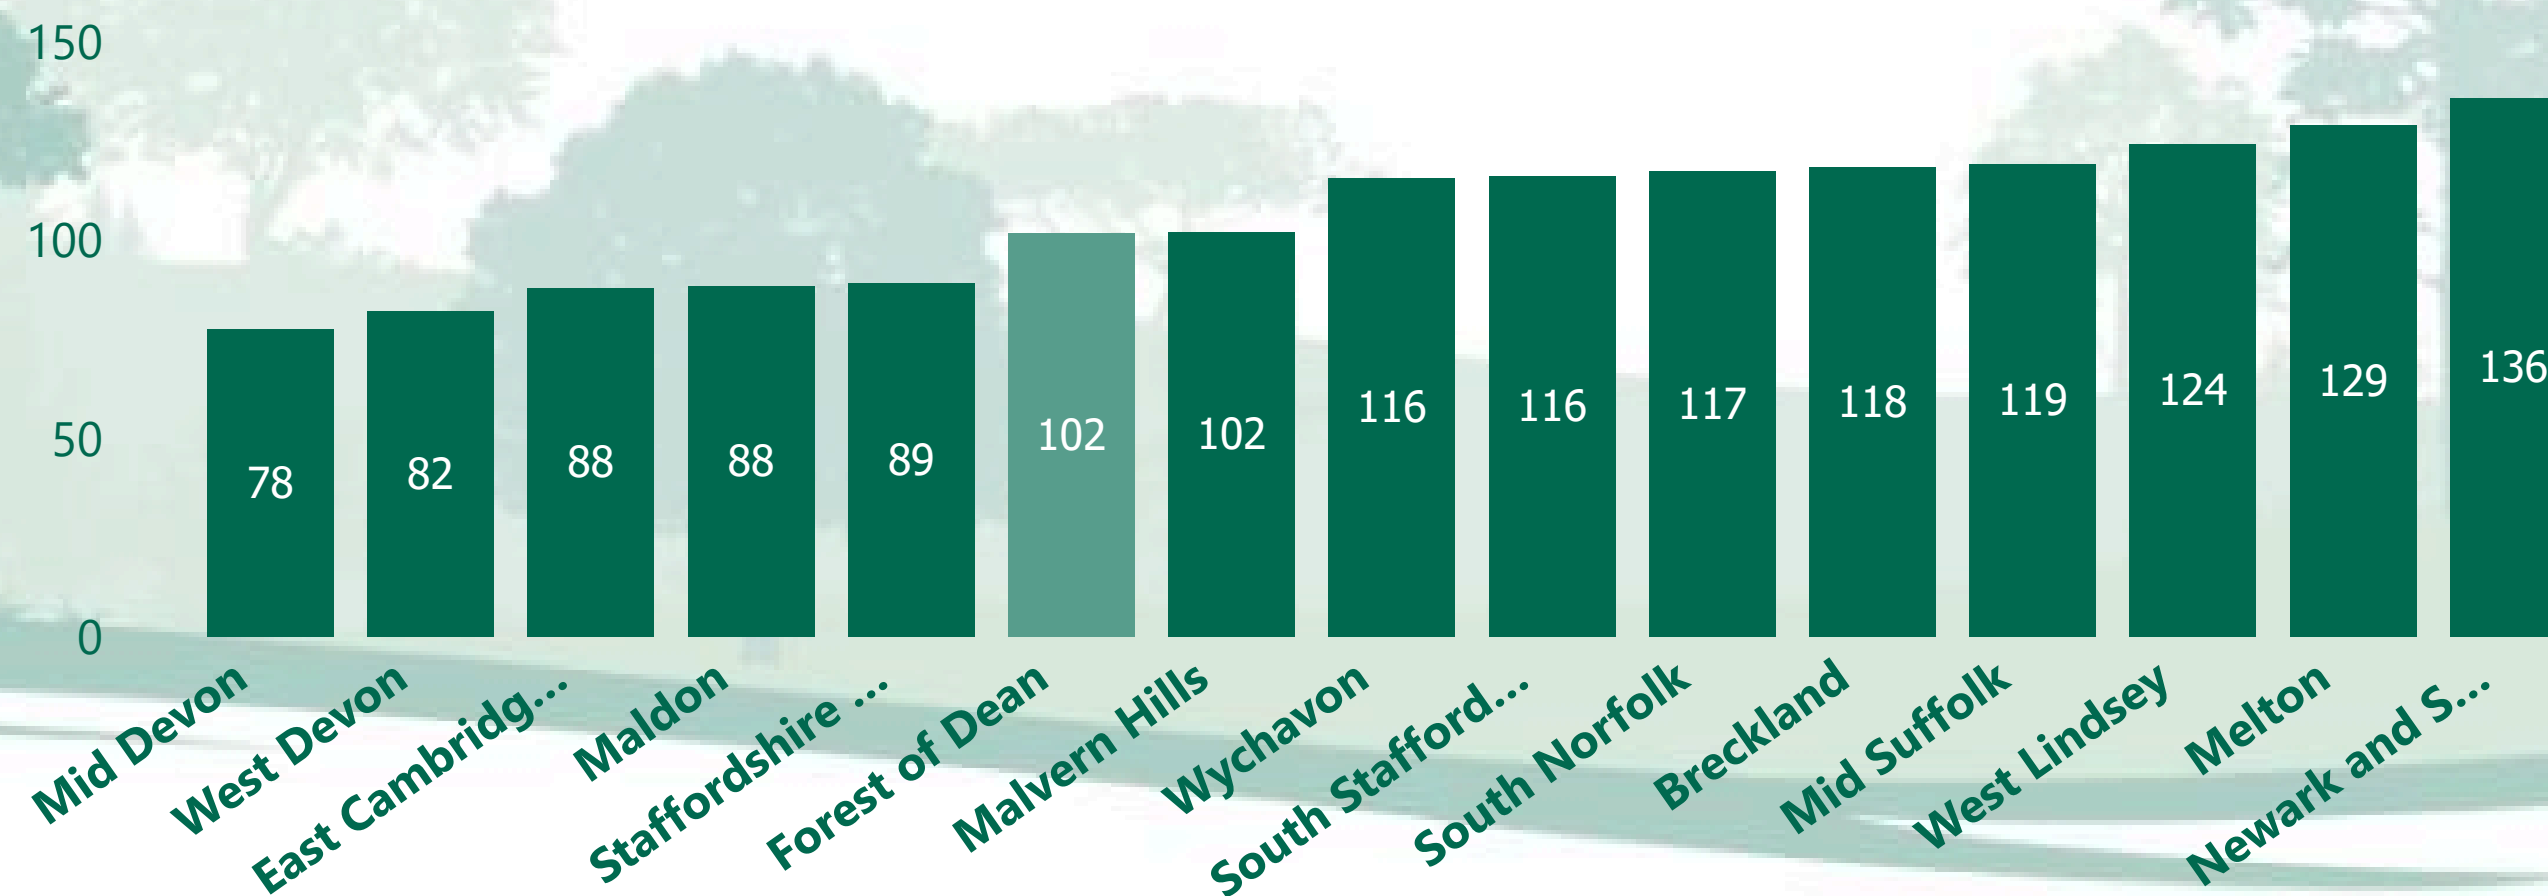 150
100
50
0
78
82
88
88
89
102
102
116
116
117
118
119
124
129
136
Mid Devon
West Devon
East Cambridg...
Maldon
Staffordshire ...
Forest of Dean
Malvern Hills
Wychavon
South Stafford...
South Norfolk
Breckland
Mid Suffolk
West Lindsey
Melton
Newark and S...